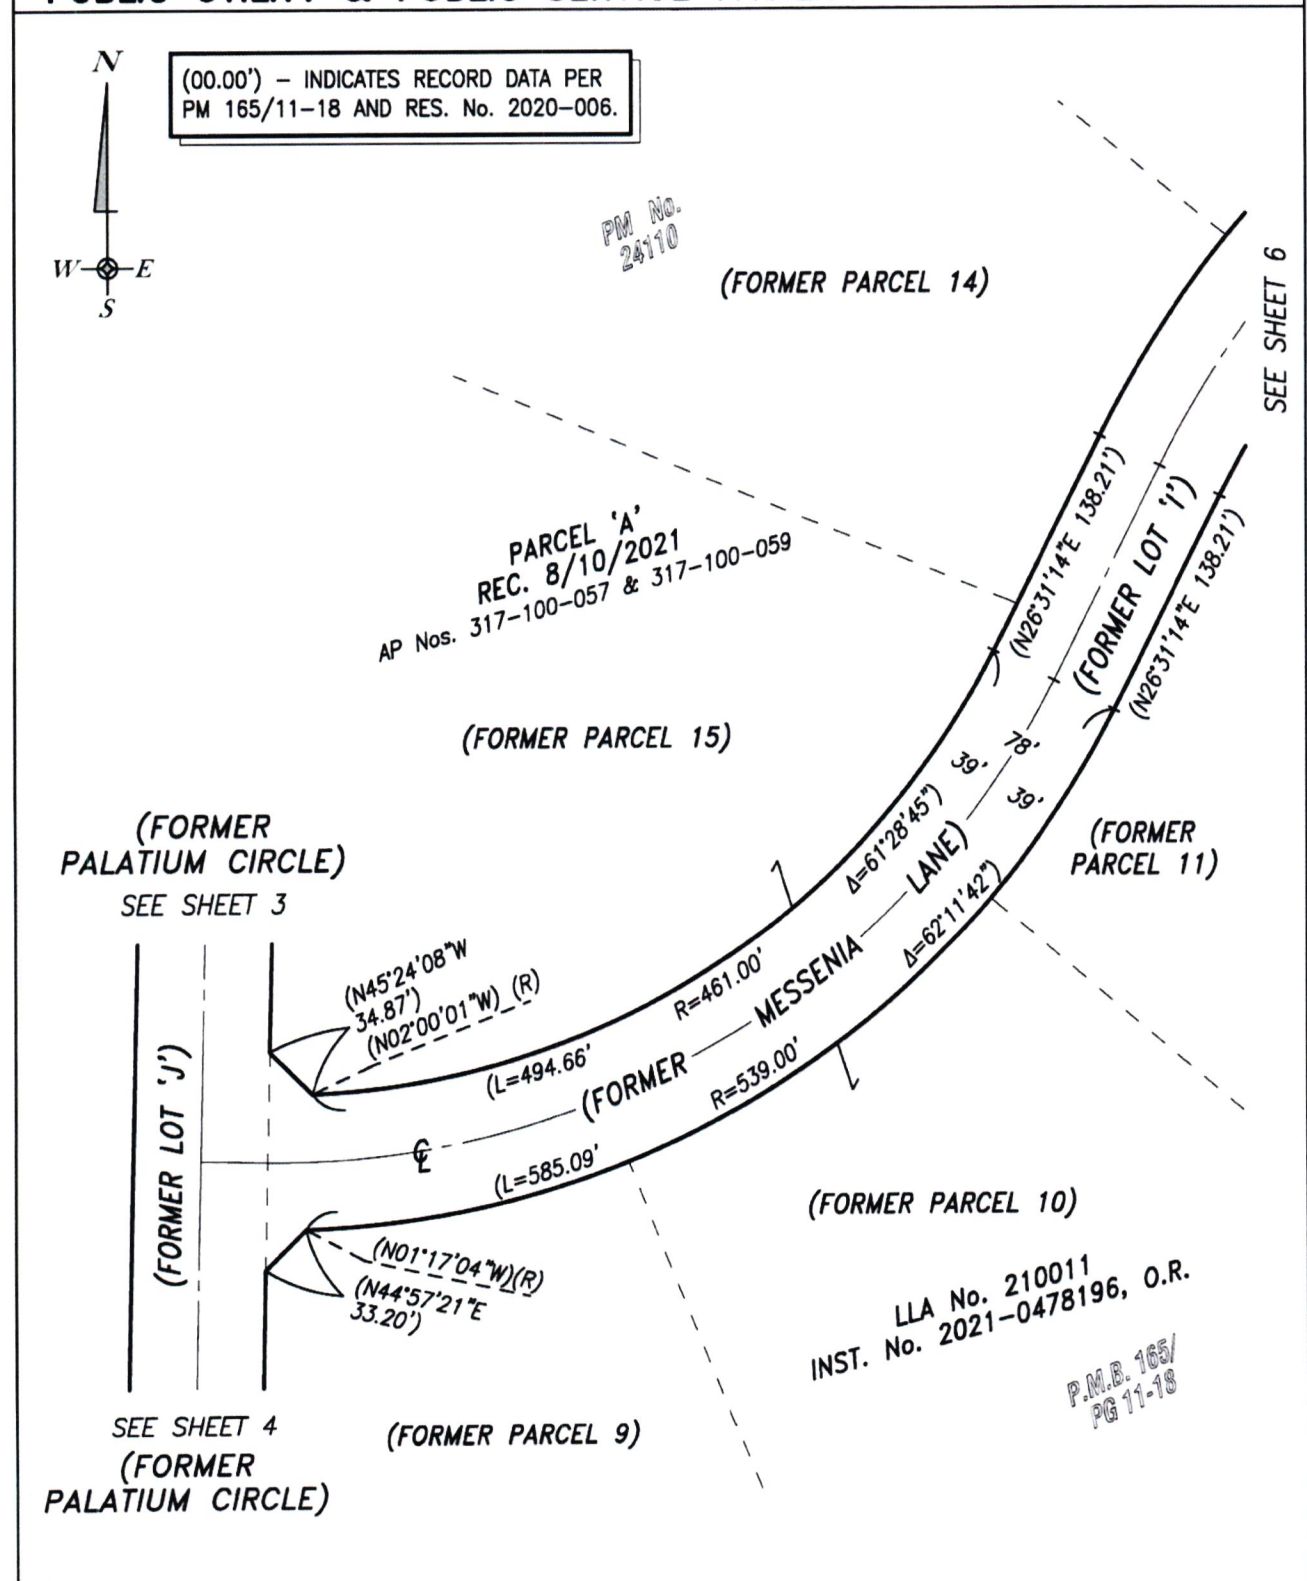 N
W E
S
(00.00') – INDICATES RECORD DATA PER
PM 165/11–18 AND RES. No. 2020–006.
PM No.
24110
(FORMER PARCEL 14)
SEE SHEET 6
PARCEL 'A'
REC. 8/10/2021
AP Nos. 317-100-057 & 317-100-059
(N26°31'14"E 138.21')
(FORMER LOT 'I')
(N26°31'14"E 138.21')
(FORMER PARCEL 15)
78'
39'
39'
(FORMER
PARCEL 11)
(FORMER
PALATIUM CIRCLE)
SEE SHEET 3
Δ=61°28'45")
R=461.00'
(L=494.66'
(N45°24'08"W
34.87')
(N02°00'01"W) (R)
(FORMER MESSENIA LANE)
Δ=62°11'42")
R=539.00'
(L=585.09'
℄
(FORMER LOT 'J')
(N01°17'04"W)(R)
(N44°57'21"E
33.20')
(FORMER PARCEL 10)
LLA No. 210011
INST. No. 2021–0478196, O.R.
P.M.B. 165/
PG 11-18
SEE SHEET 4
(FORMER
PALATIUM CIRCLE)
(FORMER PARCEL 9)